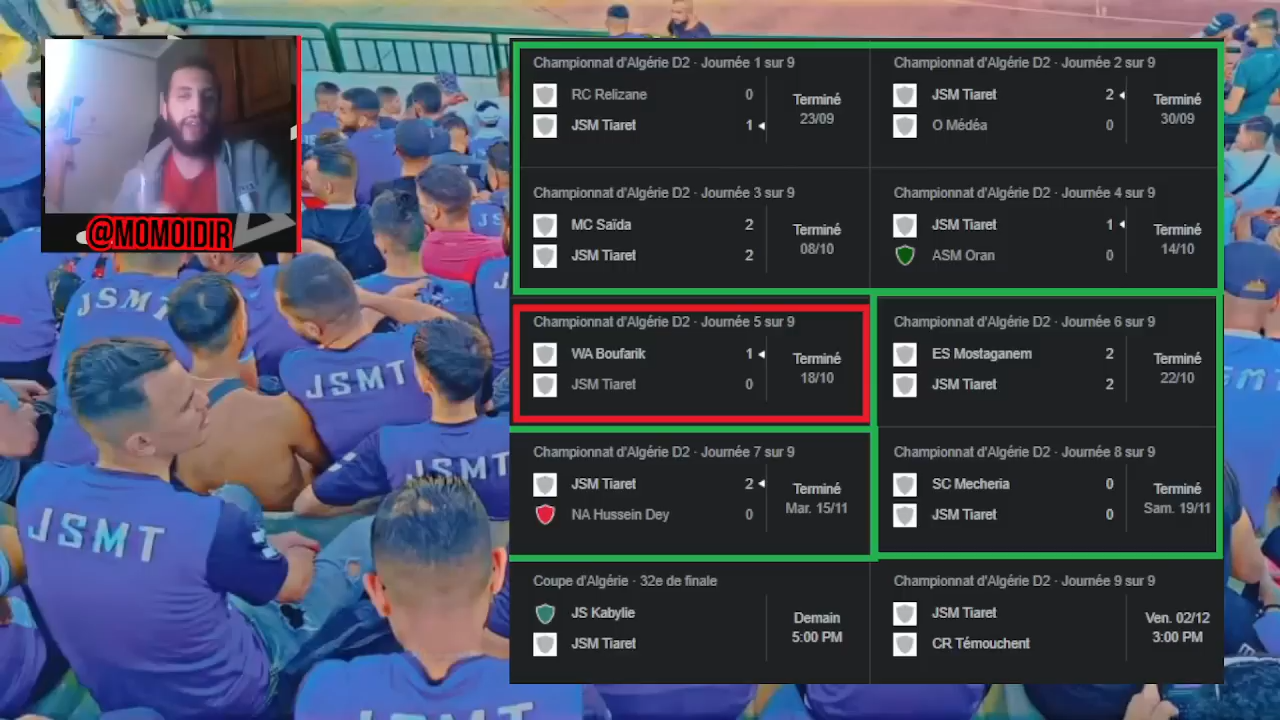 @MOMOIDIR
Championnat d'Algérie D2 · Journée 1 sur 9
RC Relizane 0
JSM Tiaret 1
Terminé
23/09
Championnat d'Algérie D2 · Journée 2 sur 9
JSM Tiaret 2
O Médéa 0
Terminé
30/09
Championnat d'Algérie D2 · Journée 3 sur 9
MC Saïda 2
JSM Tiaret 2
Terminé
08/10
Championnat d'Algérie D2 · Journée 4 sur 9
JSM Tiaret 1
ASM Oran 0
Terminé
14/10
Championnat d'Algérie D2 · Journée 5 sur 9
WA Boufarik 1
JSM Tiaret 0
Terminé
18/10
Championnat d'Algérie D2 · Journée 6 sur 9
ES Mostaganem 2
JSM Tiaret 2
Terminé
22/10
Championnat d'Algérie D2 · Journée 7 sur 9
JSM Tiaret 2
NA Hussein Dey 0
Terminé
Mar. 15/11
Championnat d'Algérie D2 · Journée 8 sur 9
SC Mecheria 0
JSM Tiaret 0
Terminé
Sam. 19/11
Coupe d'Algérie · 32e de finale
JS Kabylie
JSM Tiaret
Demain
5:00 PM
Championnat d'Algérie D2 · Journée 9 sur 9
JSM Tiaret
CR Témouchent
Ven. 02/12
3:00 PM
JSMT
JSMT
JSMT
JSMT